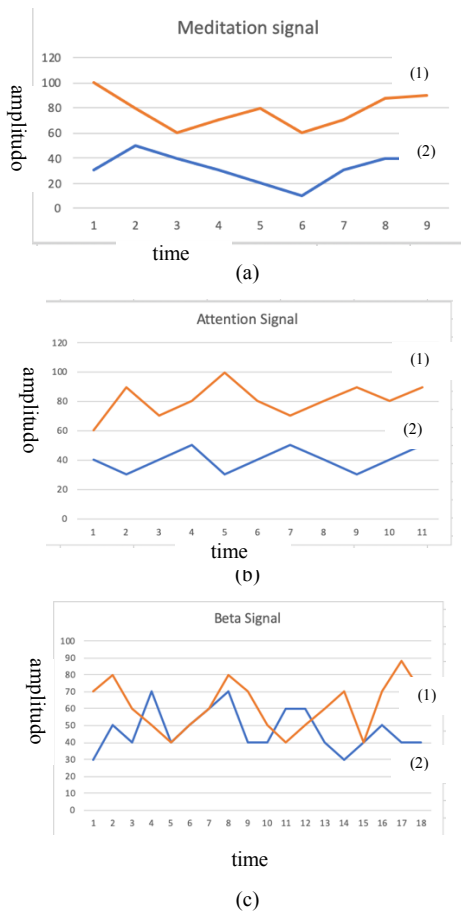 Meditation signal
120
100
80
60
40
20
0
amplitudo
(1)
(2)
1 2 3 4 5 6 7 8 9
time
(a)
Attention Signal
120
100
80
60
40
20
0
amplitudo
(1)
(2)
1 2 3 4 5 6 7 8 9 10 11
time
(b)
Beta Signal
100
90
80
70
60
50
40
30
20
10
0
amplitudo
(1)
(2)
1 2 3 4 5 6 7 8 9 10 11 12 13 14 15 16 17 18
time
(c)